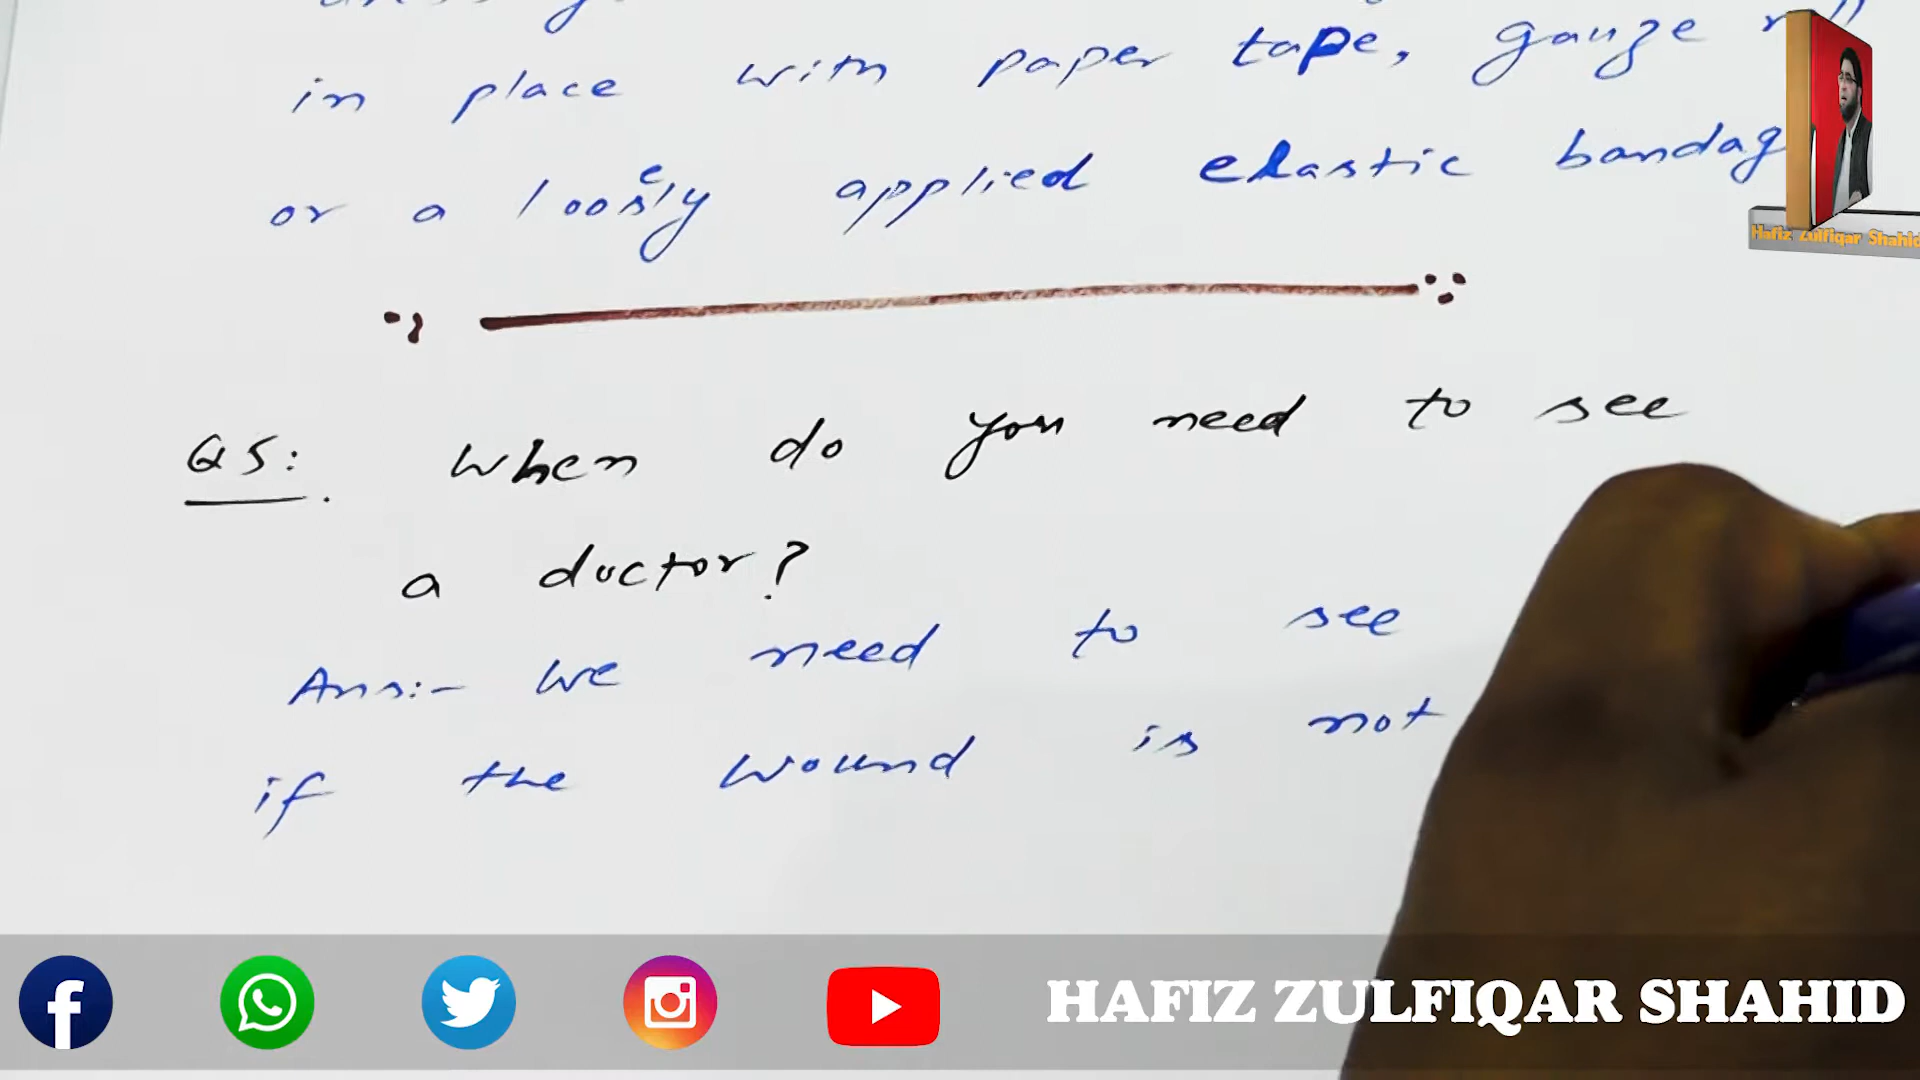 in place with paper tape, gauze
or a loosely applied elastic bandag
Hafiz Zulfiqar Shahid
Q5: When do you need to see
a doctor?
Ans:- We need to see
if the wound is not
HAFIZ ZULFIQAR SHAHID